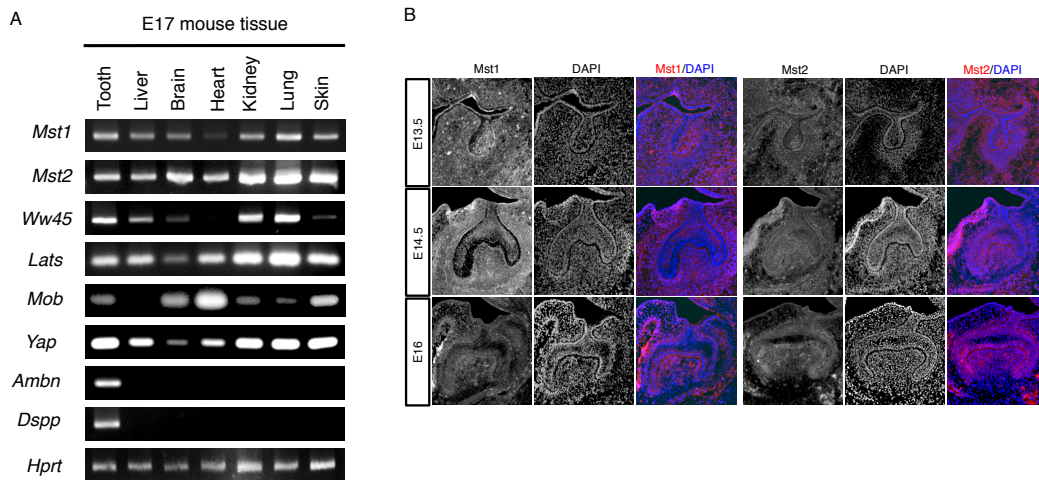 A
E17 mouse tissue
Tooth
Liver
Brain
Heart
Kidney
Lung
Skin
Mst1
Mst2
Ww45
Lats
Mob
Yap
Ambn
Dspp
Hprt
B
Mst1 DAPI Mst1/DAPI Mst2 DAPI Mst2/DAPI
E13.5
E14.5
E16